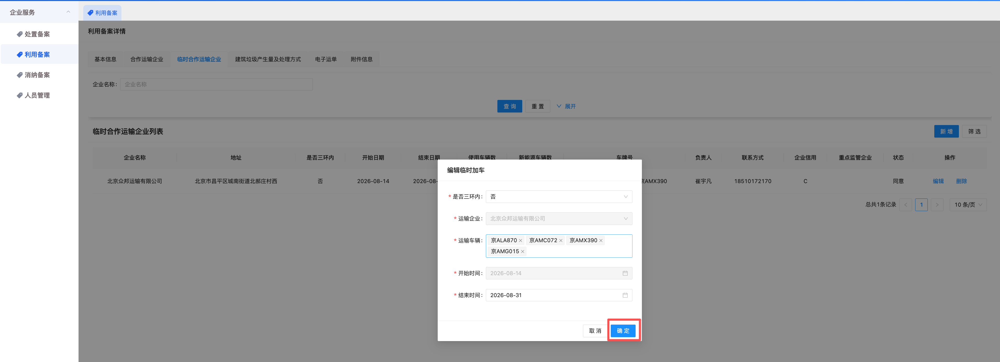 企业服务
处置备案
利用备案
消纳备案
人员管理
利用备案
利用备案详情
基本信息 合作运输企业 临时合作运输企业 建筑垃圾产生量及处理方式 电子运单 附件信息
企业名称: 企业名称
查 询 重 置 展开
临时合作运输企业列表 新 增 筛 选
企业名称 地址 是否三环内 开始日期 结束日期 使用车辆数 新能源车辆数 车牌号 负责人 联系方式 企业信用 重点监管企业 状态 操作
北京众邦运输有限公司 北京市昌平区城南街道北郝庄村西 否 2026-08-14 2026-08- 京AMX390 崔宇凡 18510172170 C 同意 编辑 删除
总共1条记录 < 1 > 10 条/页
编辑临时加车
* 是否三环内: 否
* 运输企业: 北京众邦运输有限公司
* 运输车辆: 京ALA870 × 京AMC072 × 京AMX390 ×
京AMG015 ×
* 开始时间: 2026-08-14
* 结束时间: 2026-08-31
取 消 确 定